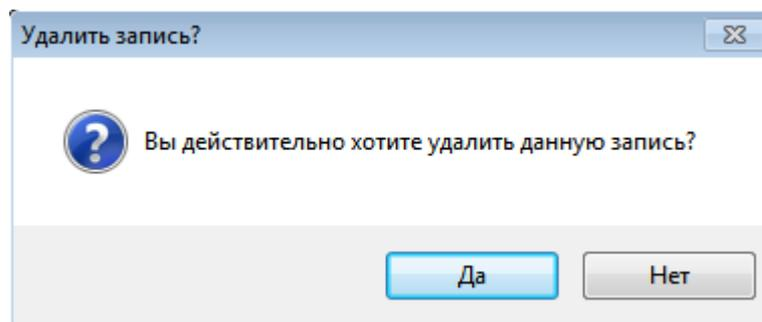 Удалить запись?
Вы действительно хотите удалить данную запись?
Да
Нет